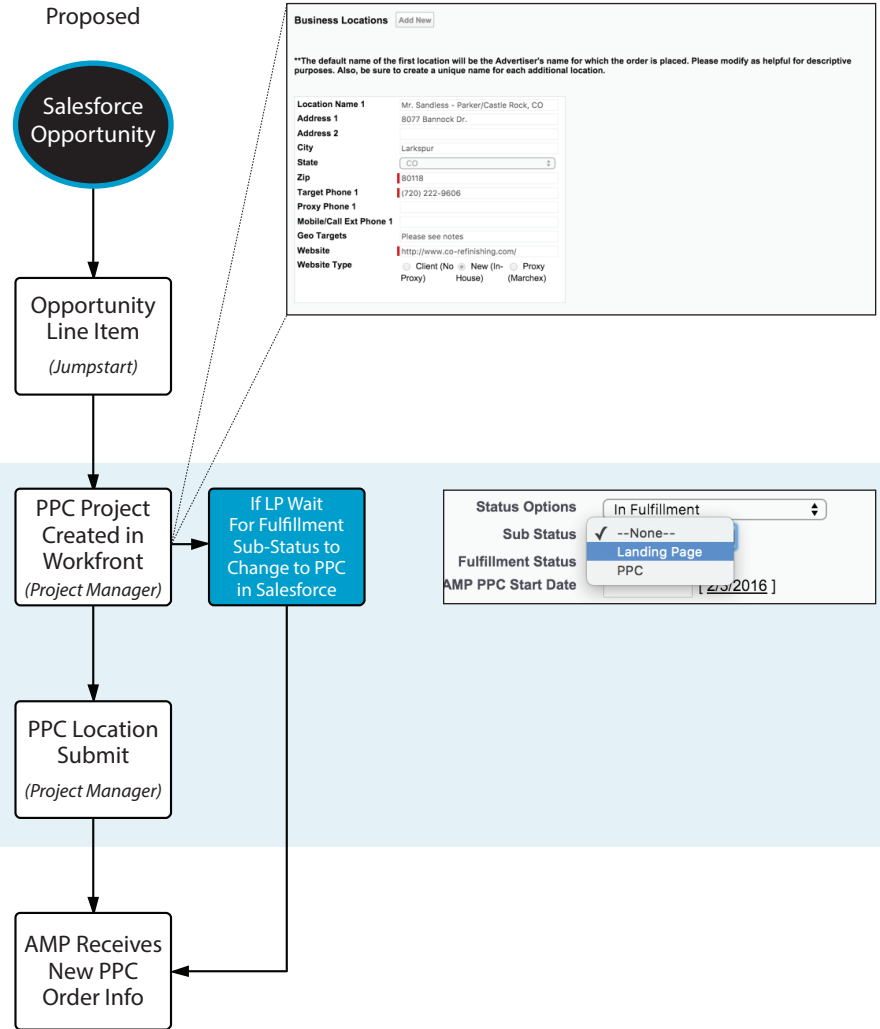 Proposed
Salesforce
Opportunity
Opportunity
Line Item
(Jumpstart)
PPC Project
Created in
Workfront
(Project Manager)
If LP Wait
For Fulfillment
Sub-Status to
Change to PPC
in Salesforce
PPC Location
Submit
(Project Manager)
AMP Receives
New PPC
Order Info
Business Locations Add New
**The default name of the first location will be the Advertiser's name for which the order is placed. Please modify as helpful for descriptive
purposes. Also, be sure to create a unique name for each additional location.
Location Name 1 Mr. Sandless - Parker/Castle Rock, CO
Address 1 8077 Bannock Dr.
Address 2
City Larkspur
State CO
Zip 80118
Target Phone 1 (720) 222-9606
Proxy Phone 1
Mobile/Call Ext Phone 1
Geo Targets Please see notes
Website http://www.co-refinishing.com/
Website Type Client (No New (In- Proxy
Proxy) House) (Marchex)
Status Options In Fulfillment
Sub Status ✓ --None--
Landing Page
Fulfillment Status
PPC
AMP PPC Start Date [ 2/3/2016 ]